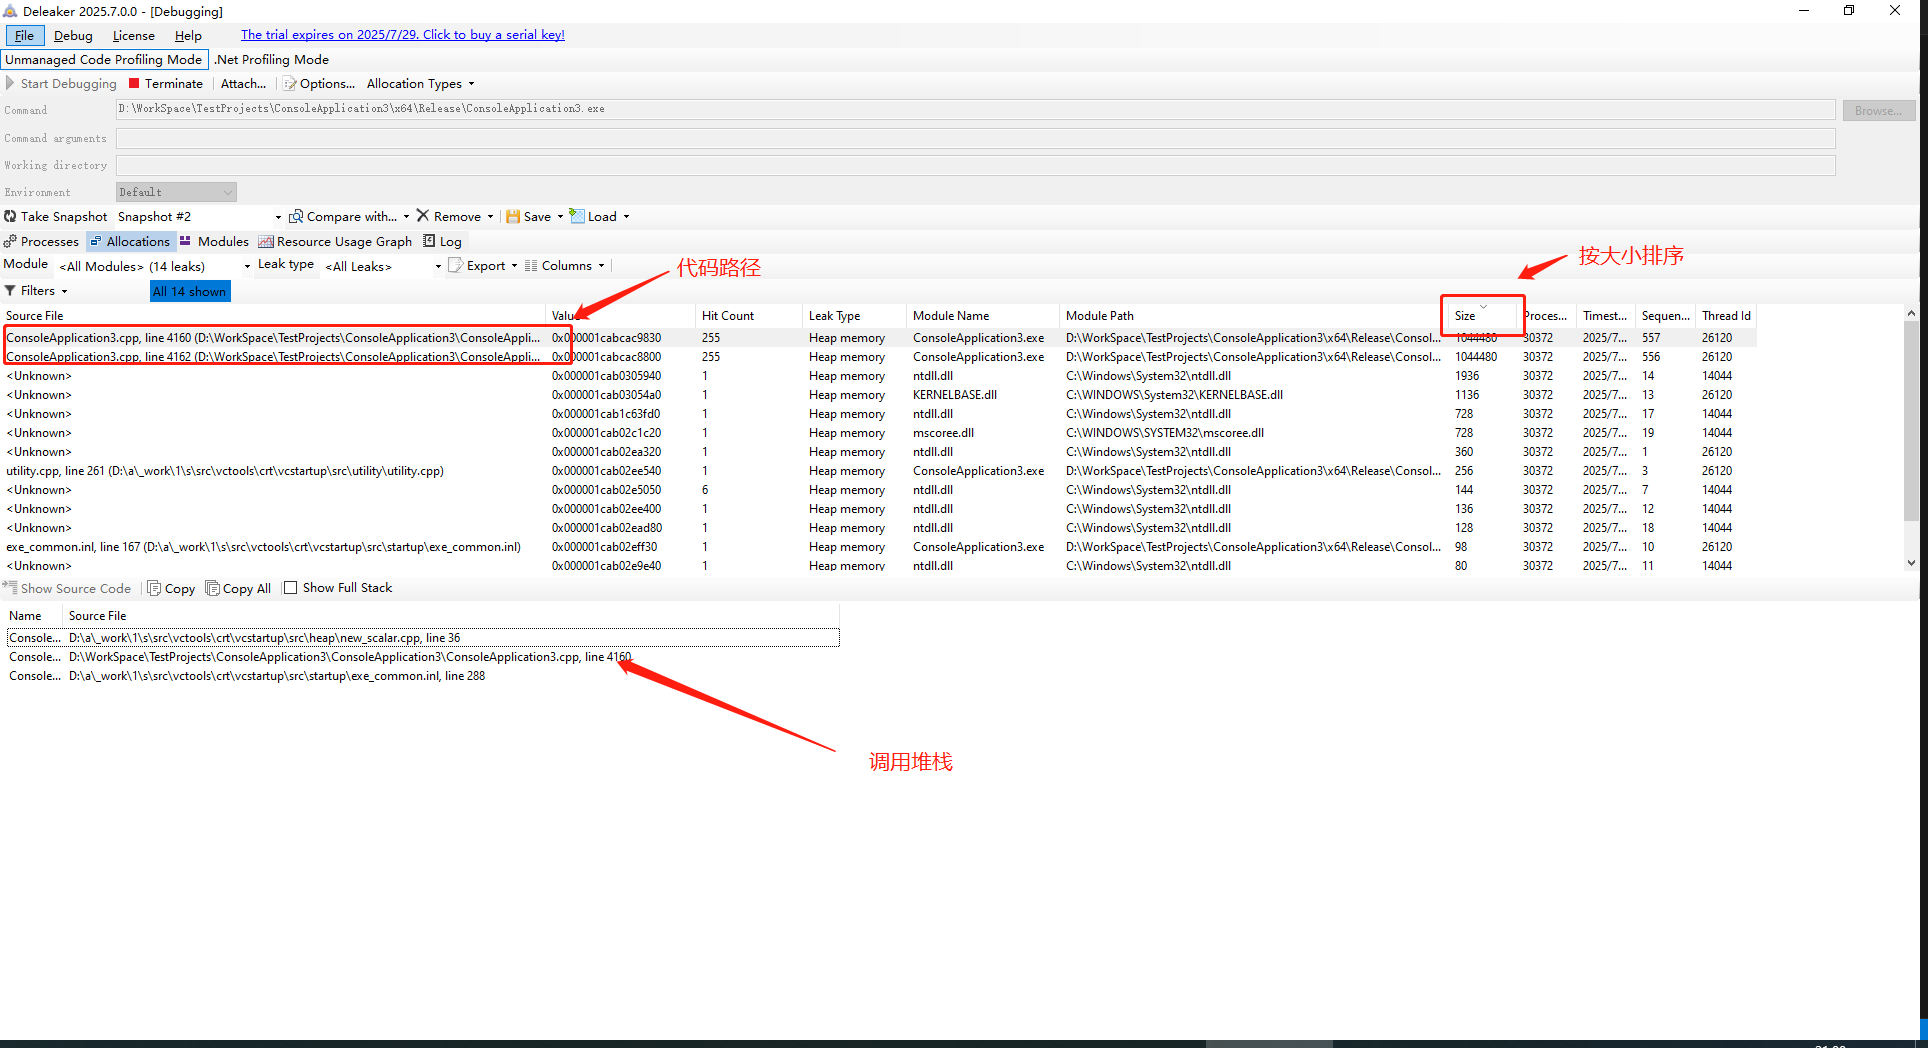 Deleaker 2025.7.0.0 - [Debugging]
File Debug License Help The trial expires on 2025/7/29. Click to buy a serial key!
Unmanaged Code Profiling Mode .Net Profiling Mode
Start Debugging Terminate Attach... Options... Allocation Types
Command D:\WorkSpace\TestProjects\ConsoleApplication3\x64\Release\ConsoleApplication3.exe Browse...
Command arguments
Working directory
Environment Default
Take Snapshot Snapshot #2 Compare with... Remove Save Load
Processes Allocations Modules Resource Usage Graph Log
Module <All Modules> (14 leaks) Leak type <All Leaks> Export Columns
代码路径
按大小排序
Filters All 14 shown
Source File Value Hit Count Leak Type Module Name Module Path Size Proces... Timest... Sequen... Thread Id
ConsoleApplication3.cpp, line 4160 (D:\WorkSpace\TestProjects\ConsoleApplication3\ConsoleAppli... 0x000001cabcac9830 255 Heap memory ConsoleApplication3.exe D:\WorkSpace\TestProjects\ConsoleApplication3\x64\Release\Consol... 1044480 30372 2025/7... 557 26120
ConsoleApplication3.cpp, line 4162 (D:\WorkSpace\TestProjects\ConsoleApplication3\ConsoleAppli... 0x000001cabcac8800 255 Heap memory ConsoleApplication3.exe D:\WorkSpace\TestProjects\ConsoleApplication3\x64\Release\Consol... 1044480 30372 2025/7... 556 26120
<Unknown> 0x000001cab0305940 1 Heap memory ntdll.dll C:\Windows\System32\ntdll.dll 1936 30372 2025/7... 14 14044
<Unknown> 0x000001cab03054a0 1 Heap memory KERNELBASE.dll C:\WINDOWS\System32\KERNELBASE.dll 1136 30372 2025/7... 13 26120
<Unknown> 0x000001cab1c63fd0 1 Heap memory ntdll.dll C:\Windows\System32\ntdll.dll 728 30372 2025/7... 17 14044
<Unknown> 0x000001cab02c1c20 1 Heap memory mscoree.dll C:\WINDOWS\SYSTEM32\mscoree.dll 728 30372 2025/7... 19 14044
<Unknown> 0x000001cab02ea320 1 Heap memory ntdll.dll C:\Windows\System32\ntdll.dll 360 30372 2025/7... 1 26120
utility.cpp, line 261 (D:\a\_work\1\s\src\vctools\crt\vcstartup\src\utility\utility.cpp) 0x000001cab02ee540 1 Heap memory ConsoleApplication3.exe D:\WorkSpace\TestProjects\ConsoleApplication3\x64\Release\Consol... 256 30372 2025/7... 3 26120
<Unknown> 0x000001cab02e5050 6 Heap memory ntdll.dll C:\Windows\System32\ntdll.dll 144 30372 2025/7... 7 14044
<Unknown> 0x000001cab02ee400 1 Heap memory ntdll.dll C:\Windows\System32\ntdll.dll 136 30372 2025/7... 12 14044
<Unknown> 0x000001cab02ead80 1 Heap memory ntdll.dll C:\Windows\System32\ntdll.dll 128 30372 2025/7... 18 14044
exe_common.inl, line 167 (D:\a\_work\1\s\src\vctools\crt\vcstartup\src\startup\exe_common.inl) 0x000001cab02eff30 1 Heap memory ConsoleApplication3.exe D:\WorkSpace\TestProjects\ConsoleApplication3\x64\Release\Consol... 98 30372 2025/7... 10 26120
<Unknown> 0x000001cab02e9e40 1 Heap memory ntdll.dll C:\Windows\System32\ntdll.dll 80 30372 2025/7... 11 14044
Show Source Code Copy Copy All Show Full Stack
Name Source File
Console... D:\a\_work\1\s\src\vctools\crt\vcstartup\src\heap\new_scalar.cpp, line 36
Console... D:\WorkSpace\TestProjects\ConsoleApplication3\ConsoleApplication3\ConsoleApplication3.cpp, line 4160
Console... D:\a\_work\1\s\src\vctools\crt\vcstartup\src\startup\exe_common.inl, line 288
调用堆栈